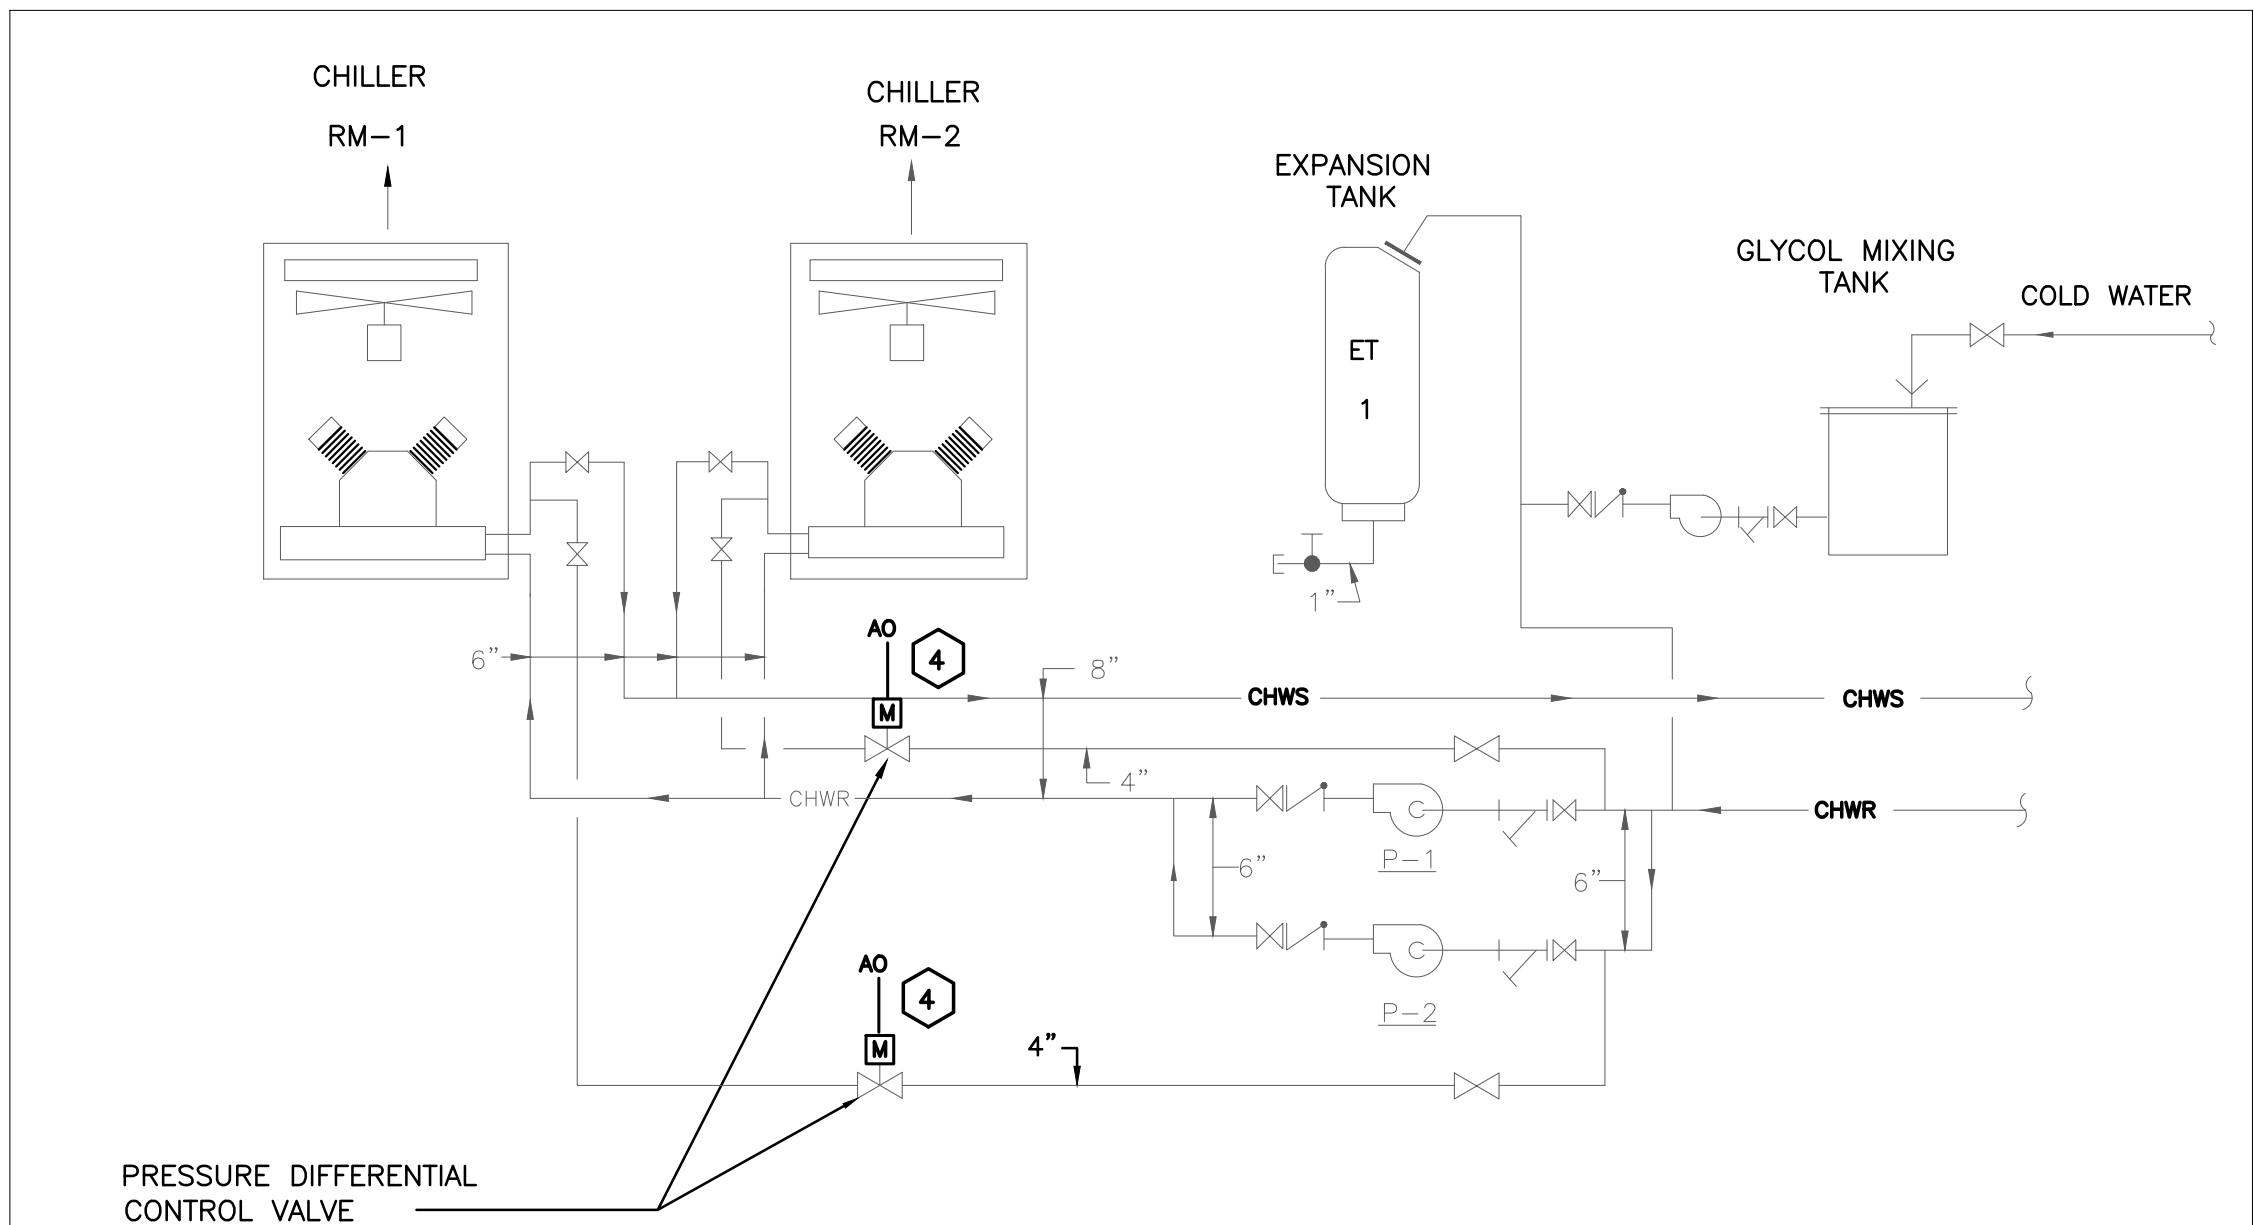 CHILLER
RM-1
CHILLER
RM-2
EXPANSION
TANK
GLYCOL MIXING
TANK
COLD WATER
ET
1
1"
AO
4
6"
8"
M
CHWS
CHWS
4"
CHWR
CHWR
P-1
6"
6"
AO
4
P-2
M
4"
PRESSURE DIFFERENTIAL
CONTROL VALVE